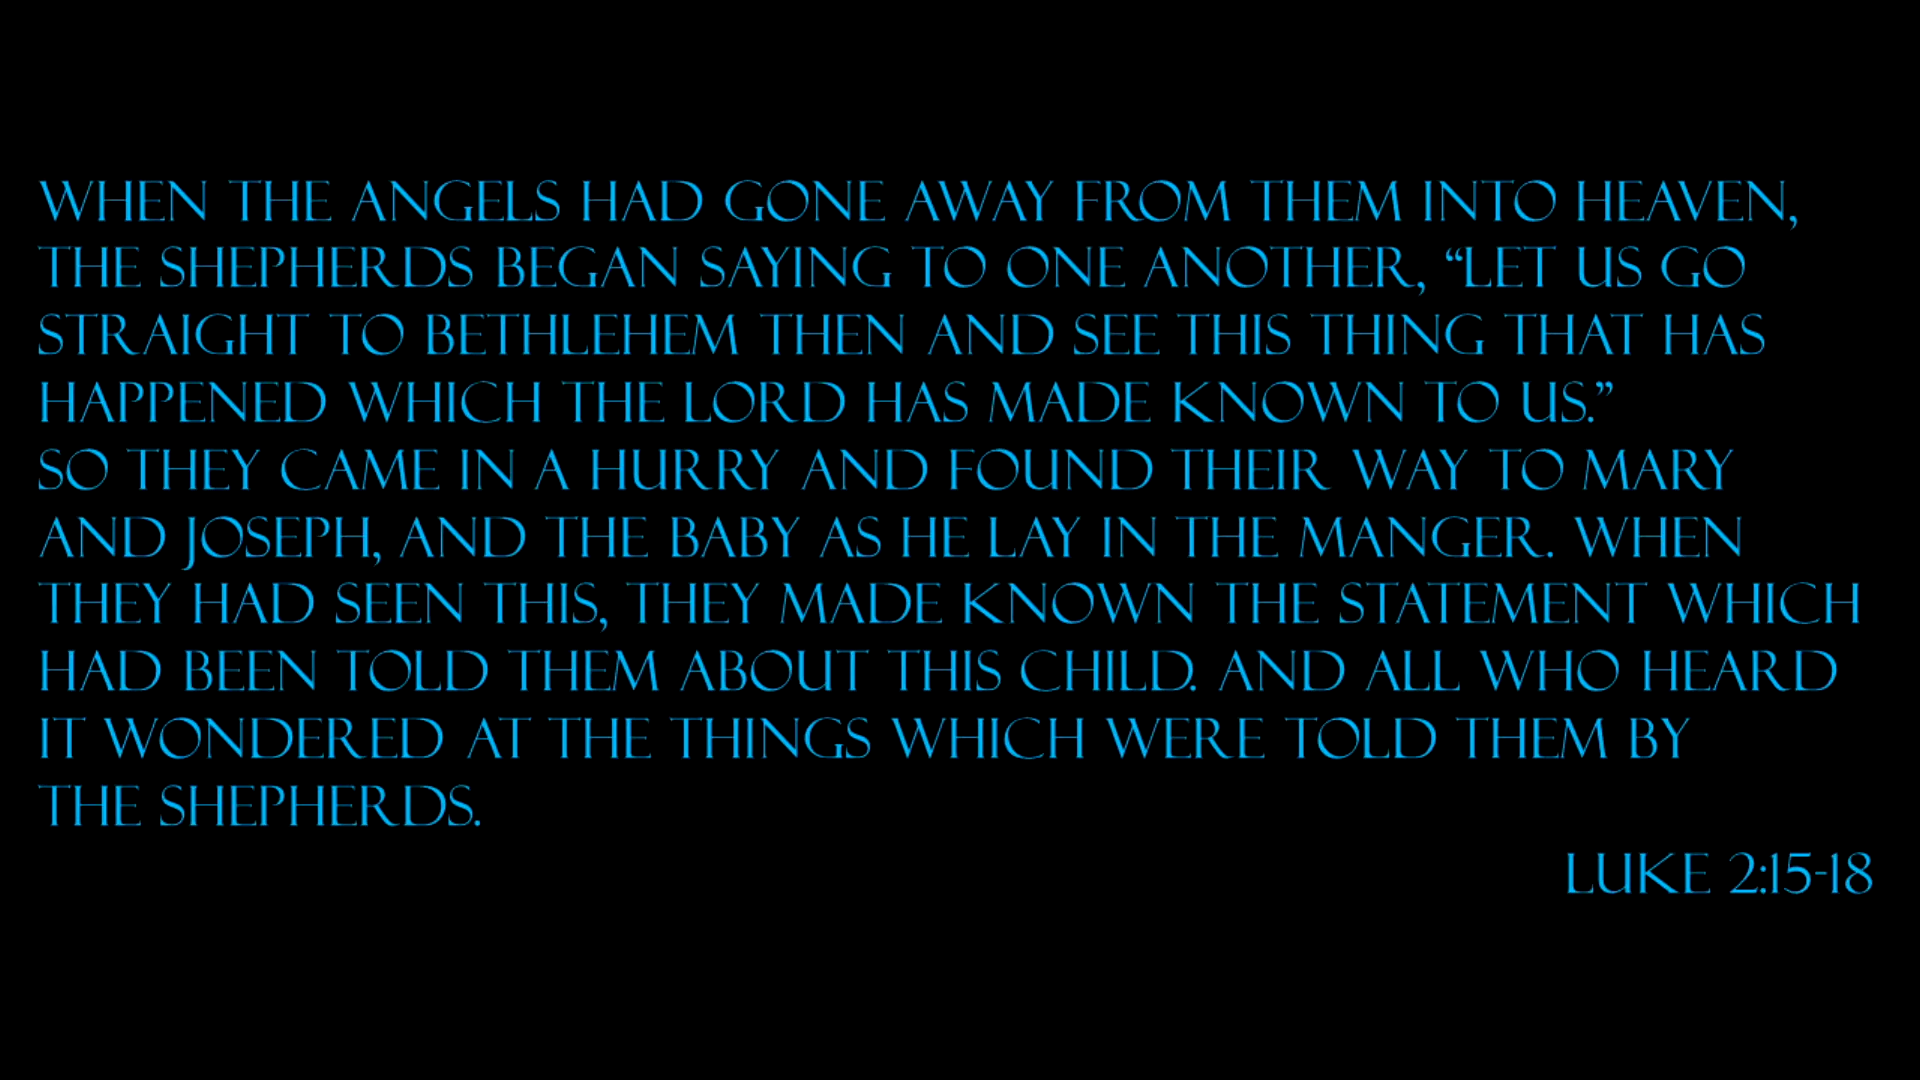 WHEN THE ANGELS HAD GONE AWAY FROM THEM INTO HEAVEN,
THE SHEPHERDS BEGAN SAYING TO ONE ANOTHER, “LET US GO
STRAIGHT TO BETHLEHEM THEN AND SEE THIS THING THAT HAS
HAPPENED WHICH THE LORD HAS MADE KNOWN TO US.”
SO THEY CAME IN A HURRY AND FOUND THEIR WAY TO MARY
AND JOSEPH, AND THE BABY AS HE LAY IN THE MANGER. WHEN
THEY HAD SEEN THIS, THEY MADE KNOWN THE STATEMENT WHICH
HAD BEEN TOLD THEM ABOUT THIS CHILD. AND ALL WHO HEARD
IT WONDERED AT THE THINGS WHICH WERE TOLD THEM BY
THE SHEPHERDS.
LUKE 2:15-18